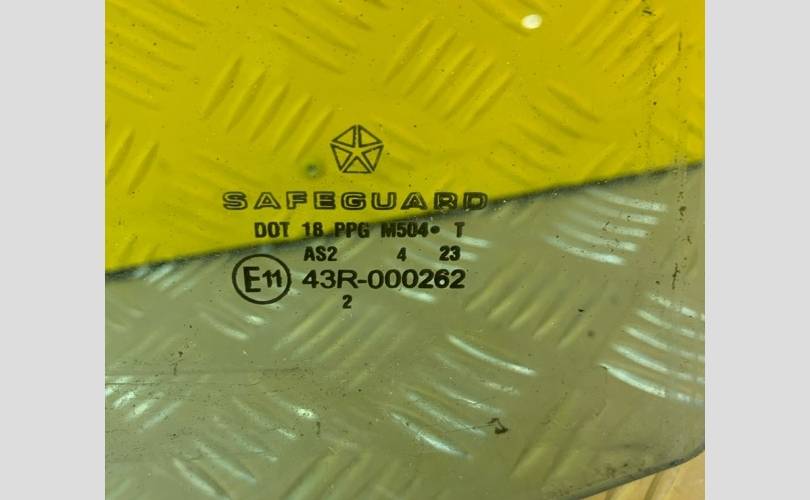 SAFEGUARD
DOT 18 PPG M504• T
AS2 4 23
E11 43R-000262
2